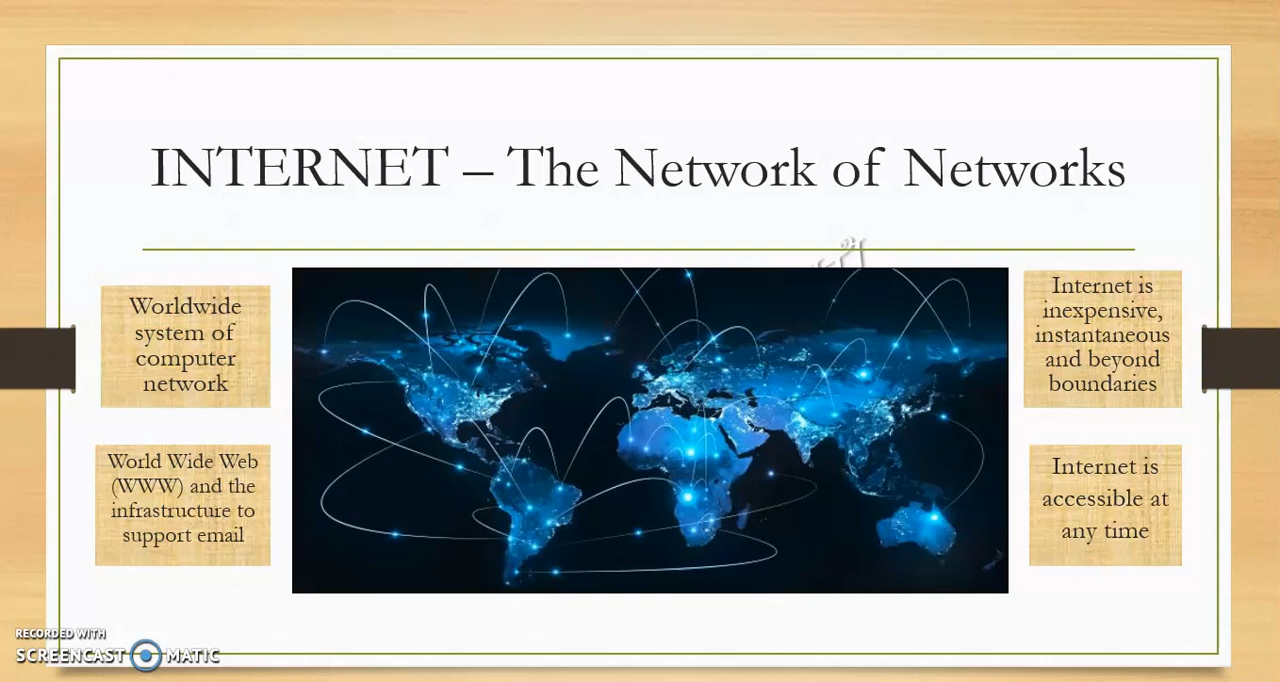 INTERNET – The Network of Networks
Worldwide
system of
computer
network
World Wide Web
(WWW) and the
infrastructure to
support email
Internet is
inexpensive,
instantaneous
and beyond
boundaries
Internet is
accessible at
any time
RECORDED WITH
SCREENCAST MATIC